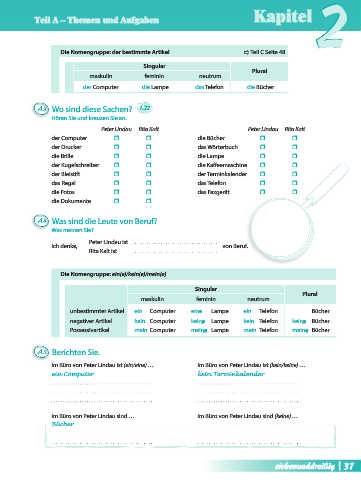 Teil A – Themen und Aufgaben
Kapitel 2
Die Nomengruppe: der bestimmte Artikel
⇨ Teil C Seite 48
Singular
Plural
maskulin feminin neutrum
der Computer die Lampe das Telefon die Bücher
A3 Wo sind diese Sachen? 1.22
Hören Sie und kreuzen Sie an.
Peter Lindau Rita Kelt Peter Lindau Rita Kelt
der Computer die Bücher
der Drucker das Wörterbuch
die Brille die Lampe
der Kugelschreiber die Kaffeemaschine
der Bleistift der Terminkalender
das Regal das Telefon
die Fotos das Faxgerät
die Dokumente
A4 Was sind die Leute von Beruf?
Was meinen Sie?
Ich denke, Peter Lindau ist
Rita Kelt ist
von Beruf.
Die Nomengruppe: ein(e)/kein(e)/mein(e)
Singular
Plural
maskulin feminin neutrum
unbestimmter Artikel ein Computer eine Lampe ein Telefon Bücher
negativer Artikel kein Computer keine Lampe kein Telefon keine Bücher
Possessivartikel mein Computer meine Lampe mein Telefon meine Bücher
A5 Berichten Sie.
Im Büro von Peter Lindau ist (ein/eine) …
ein Computer
Im Büro von Peter Lindau ist (kein/keine) …
kein Terminkalender
Im Büro von Peter Lindau sind …
Bücher
Im Büro von Peter Lindau sind (keine) …
siebenunddreißig | 37